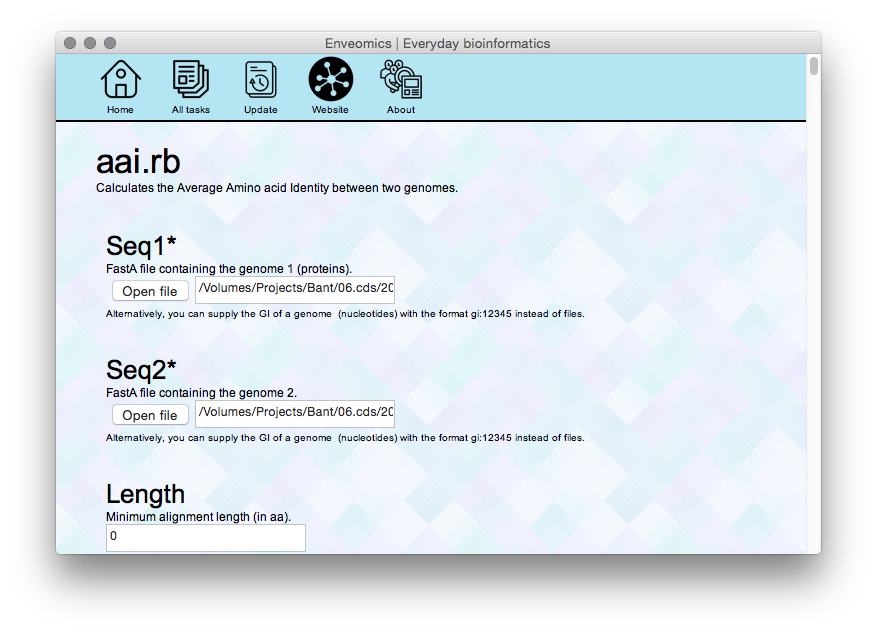 Enveomics | Everyday bioinformatics
Home All tasks Update Website About
aai.rb
Calculates the Average Amino acid Identity between two genomes.
Seq1*
FastA file containing the genome 1 (proteins).
Open file /Volumes/Projects/Bant/06.cds/20
Alternatively, you can supply the GI of a genome (nucleotides) with the format gi:12345 instead of files.
Seq2*
FastA file containing the genome 2.
Open file /Volumes/Projects/Bant/06.cds/20
Alternatively, you can supply the GI of a genome (nucleotides) with the format gi:12345 instead of files.
Length
Minimum alignment length (in aa).
0